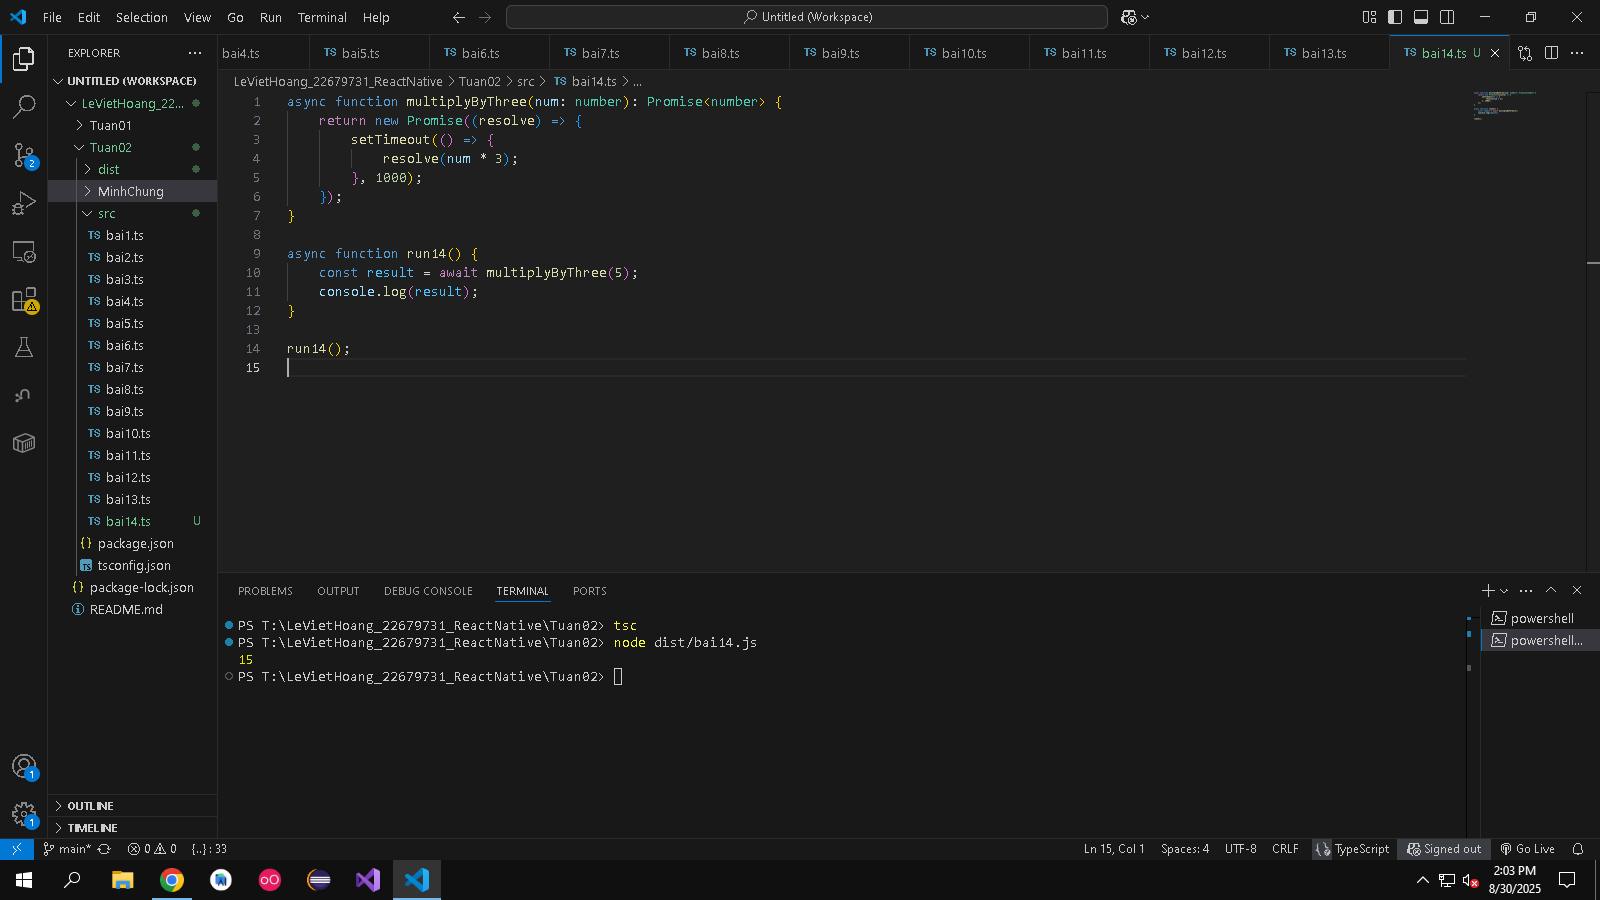 File Edit Selection View Go Run Terminal Help
Untitled (Workspace)
EXPLORER
UNTITLED (WORKSPACE)
LeVietHoang_22...
Tuan01
Tuan02
dist
MinhChung
src
TS bai1.ts
TS bai2.ts
TS bai3.ts
TS bai4.ts
TS bai5.ts
TS bai6.ts
TS bai7.ts
TS bai8.ts
TS bai9.ts
TS bai10.ts
TS bai11.ts
TS bai12.ts
TS bai13.ts
TS bai14.ts U
{} package.json
TS tsconfig.json
{} package-lock.json
README.md
OUTLINE
TIMELINE
2
1
1
bai4.ts TS bai5.ts TS bai6.ts TS bai7.ts TS bai8.ts TS bai9.ts TS bai10.ts TS bai11.ts TS bai12.ts TS bai13.ts TS bai14.ts U
LeVietHoang_22679731_ReactNative > Tuan02 > src > TS bai14.ts > ...
1 async function multiplyByThree(num: number): Promise<number> {
2 return new Promise((resolve) => {
3 setTimeout(() => {
4 resolve(num * 3);
5 }, 1000);
6 });
7 }
8
9 async function run14() {
10 const result = await multiplyByThree(5);
11 console.log(result);
12 }
13
14 run14();
15
PROBLEMS OUTPUT DEBUG CONSOLE TERMINAL PORTS
PS T:\LeVietHoang_22679731_ReactNative\Tuan02> tsc
PS T:\LeVietHoang_22679731_ReactNative\Tuan02> node dist/bai14.js
15
PS T:\LeVietHoang_22679731_ReactNative\Tuan02>
powershell
powershell...
main* 0 0 {..} : 33
Ln 15, Col 1 Spaces: 4 UTF-8 CRLF TypeScript Signed out Go Live
2:03 PM
8/30/2025